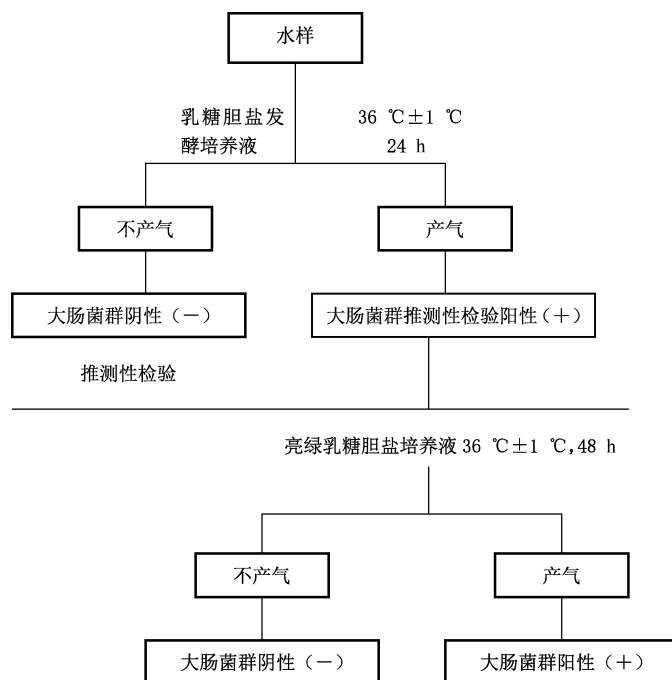 水样
乳糖胆盐发
酵培养液
36 ℃±1 ℃
24 h
不产气
产气
大肠菌群阴性（－）
大肠菌群推测性检验阳性（＋）
推测性检验
亮绿乳糖胆盐培养液36 ℃±1 ℃,48 h
不产气
产气
大肠菌群阴性（－）
大肠菌群阳性（＋）